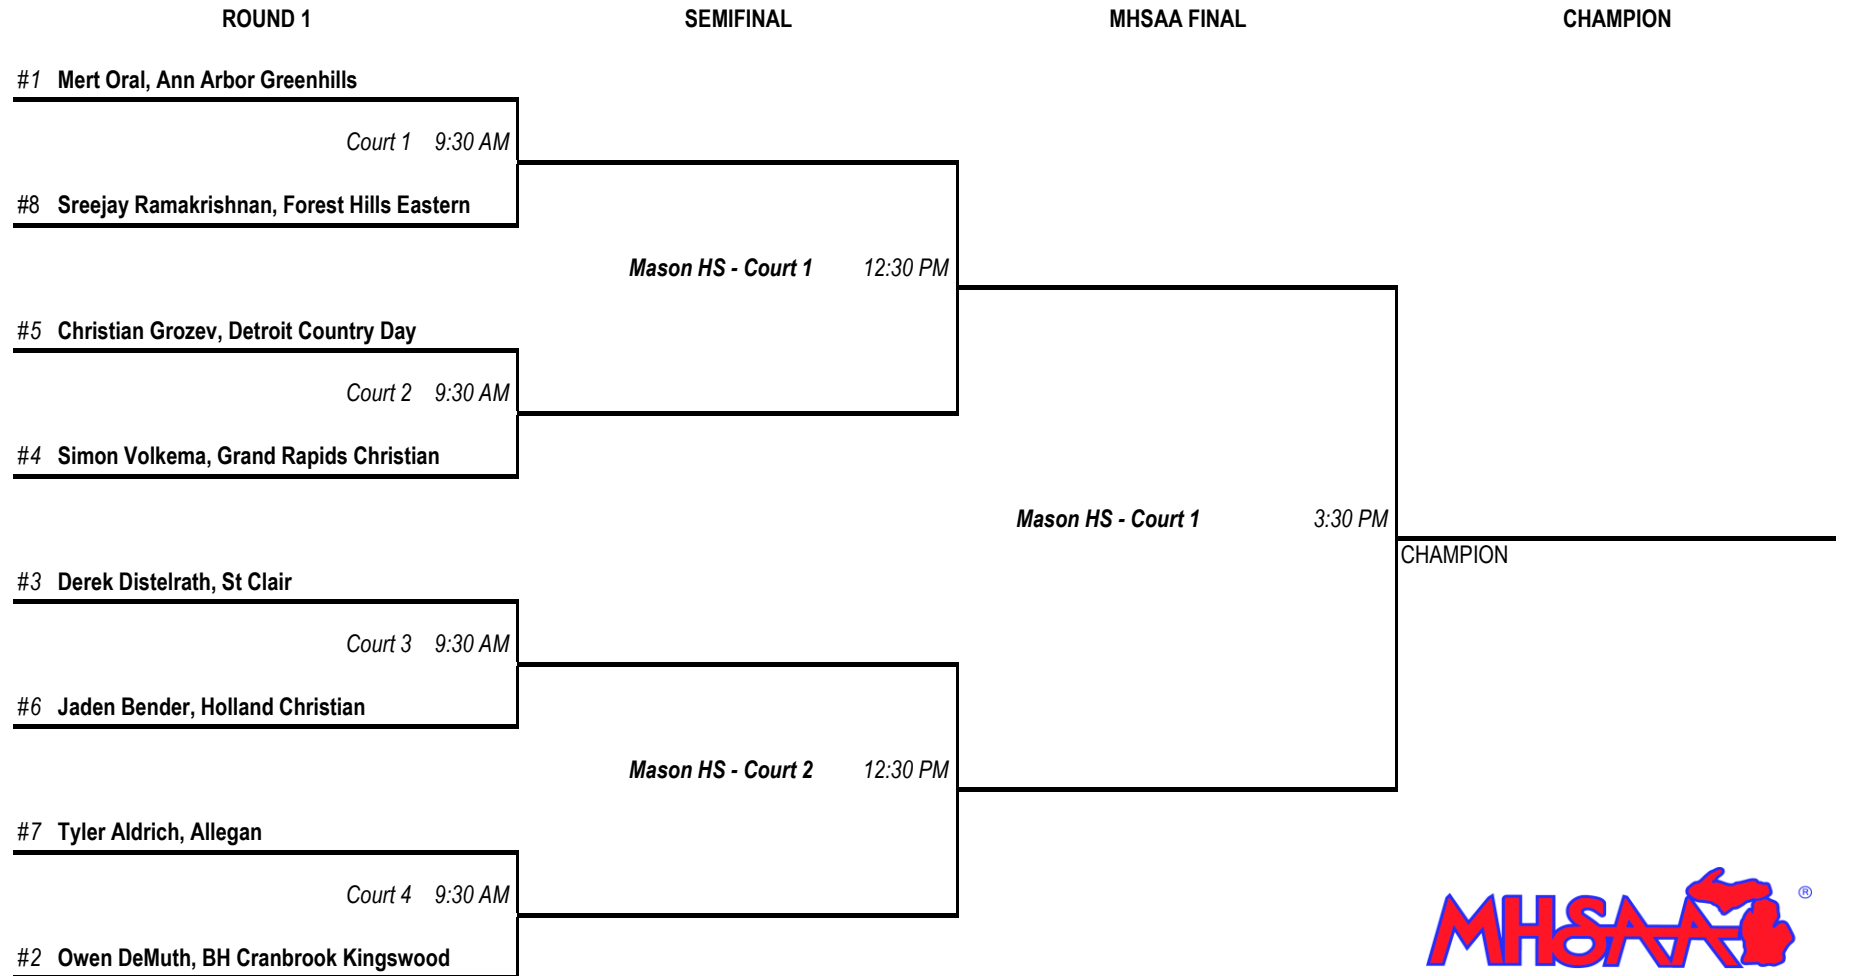 ROUND 1 SEMIFINAL MHSAA FINAL CHAMPION
#1 Mert Oral, Ann Arbor Greenhills
Court 1 9:30 AM
#8 Sreejay Ramakrishnan, Forest Hills Eastern
Mason HS - Court 1 12:30 PM
#5 Christian Grozev, Detroit Country Day
Court 2 9:30 AM
#4 Simon Volkema, Grand Rapids Christian
Mason HS - Court 1 3:30 PM
CHAMPION
#3 Derek Distelrath, St Clair
Court 3 9:30 AM
#6 Jaden Bender, Holland Christian
Mason HS - Court 2 12:30 PM
#7 Tyler Aldrich, Allegan
Court 4 9:30 AM
#2 Owen DeMuth, BH Cranbrook Kingswood
MHSAA ®